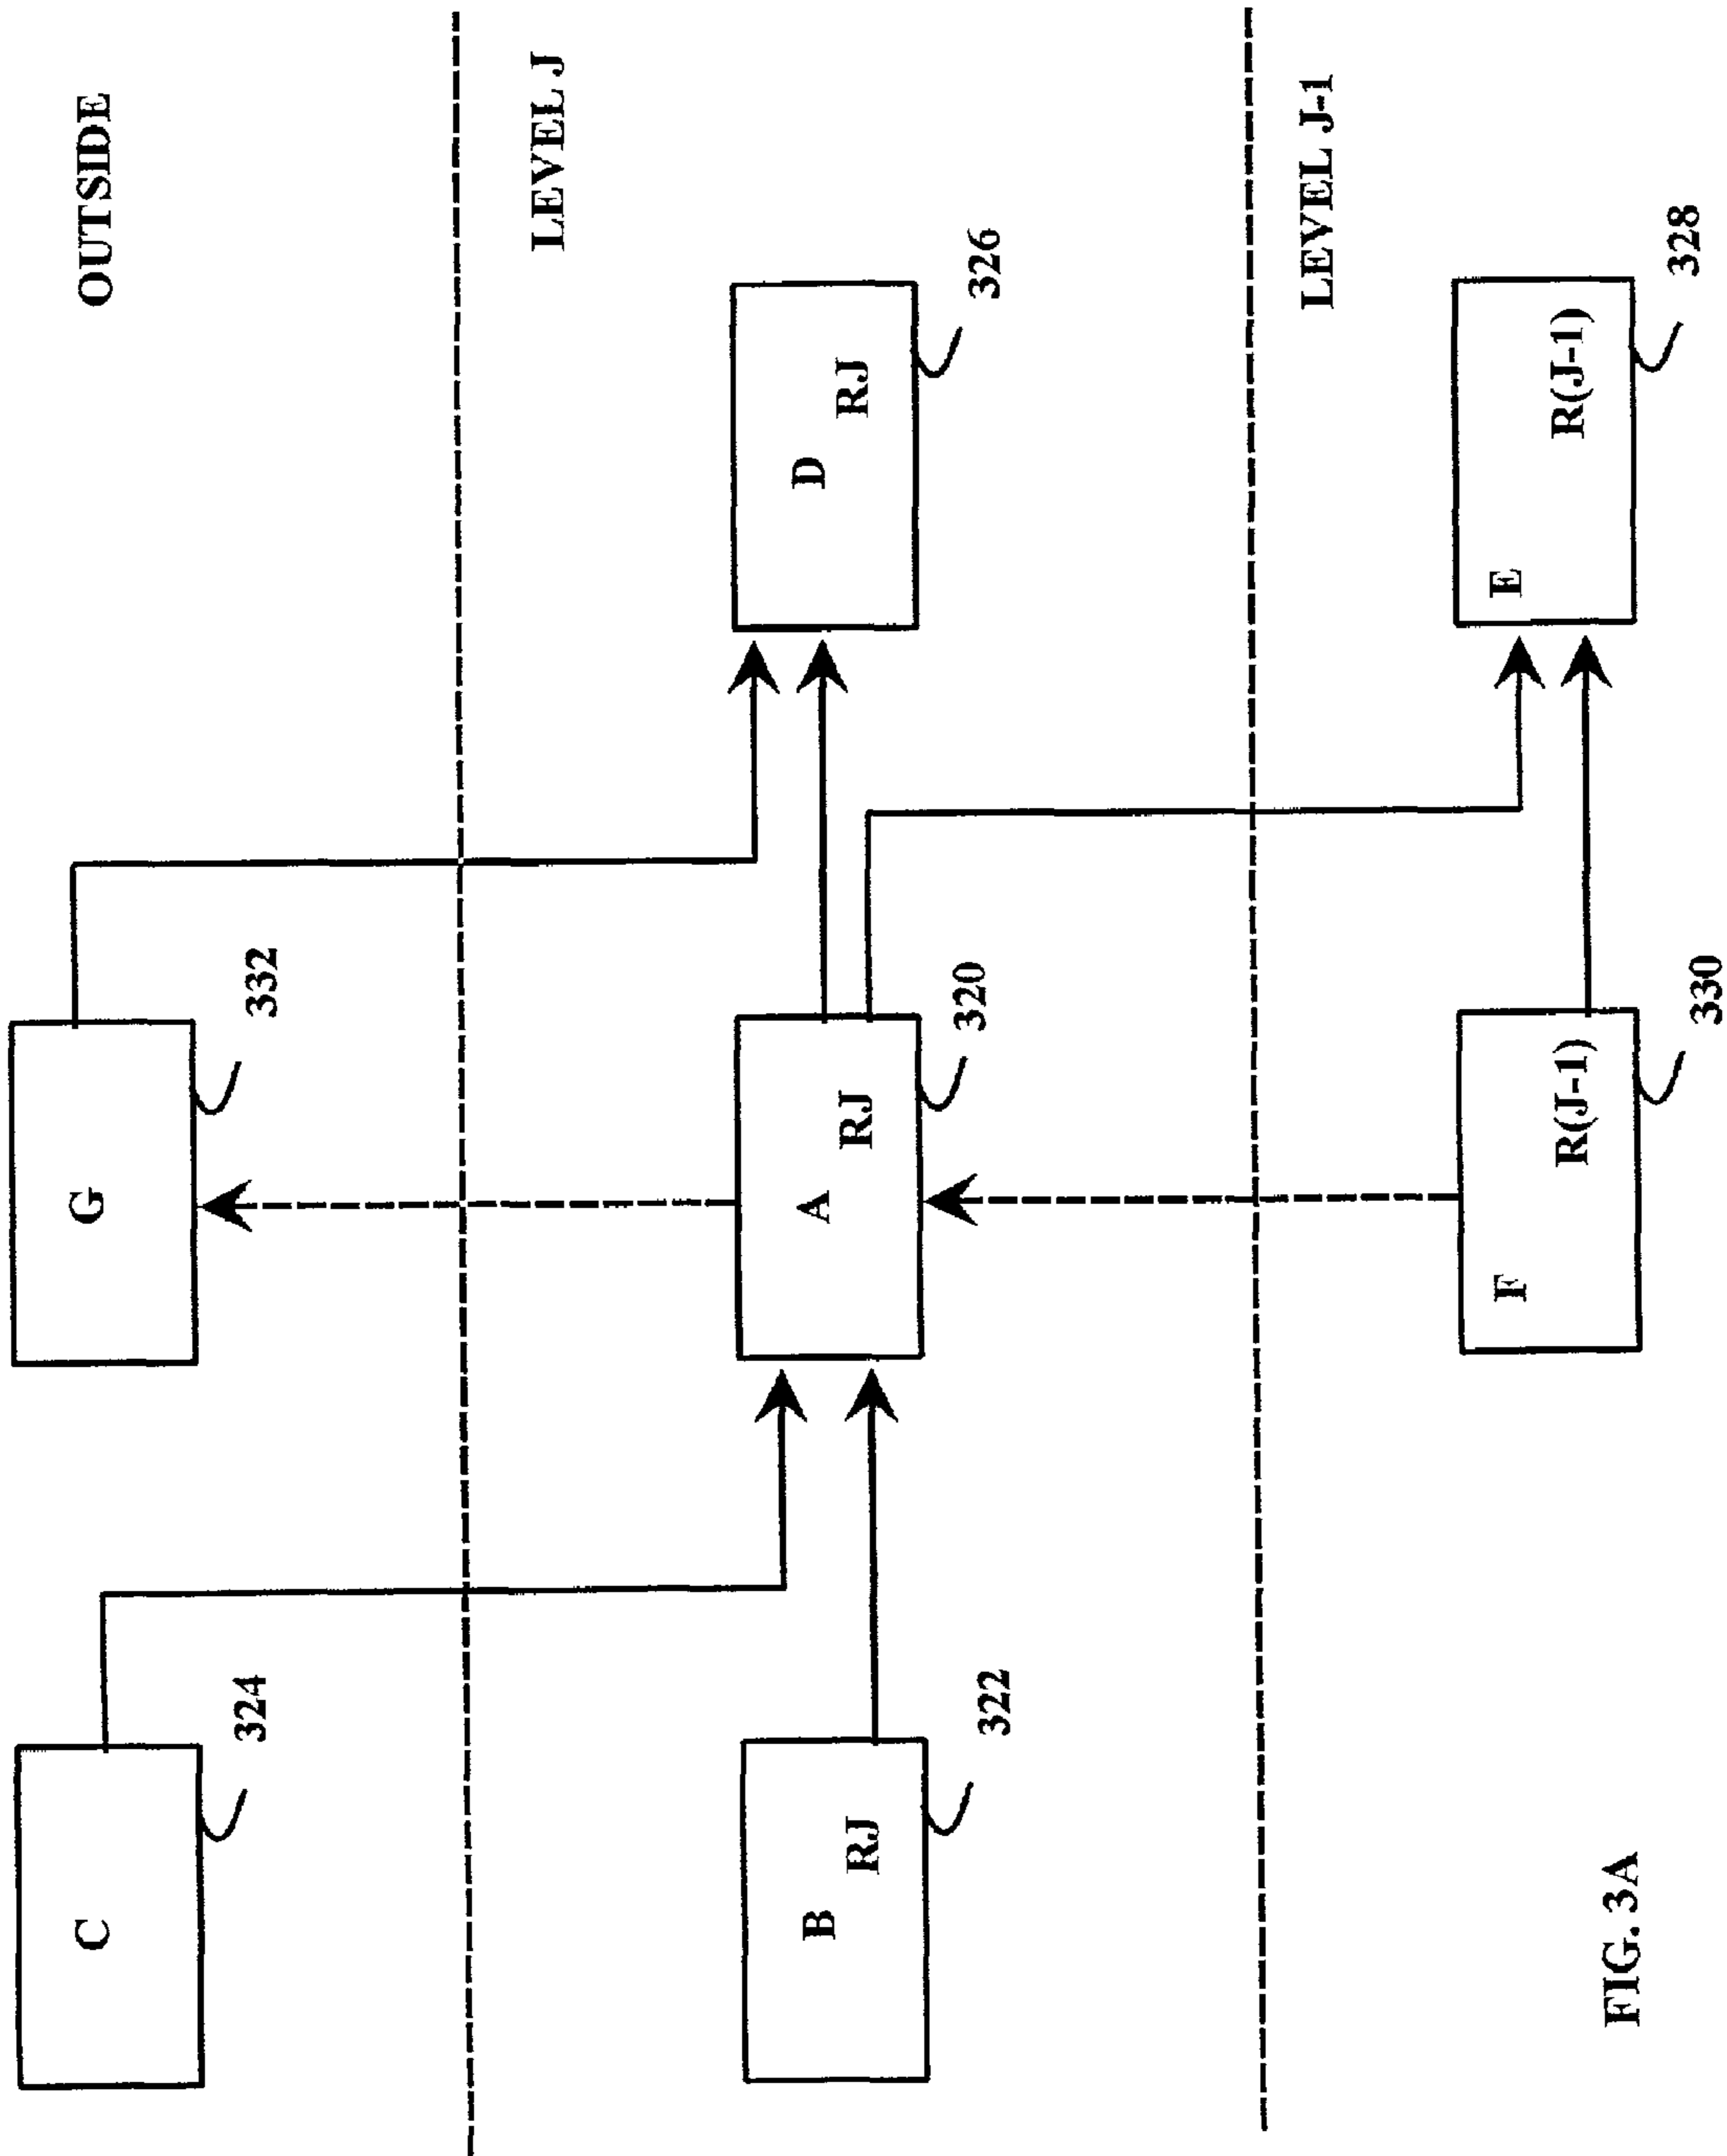 OUTSIDE
C
324
G
332
LEVEL J
B
RJ
322
A
RJ
320
D
RJ
326
LEVEL J-1
F
R(J-1)
330
E
R(J-1)
328
FIG. 3A